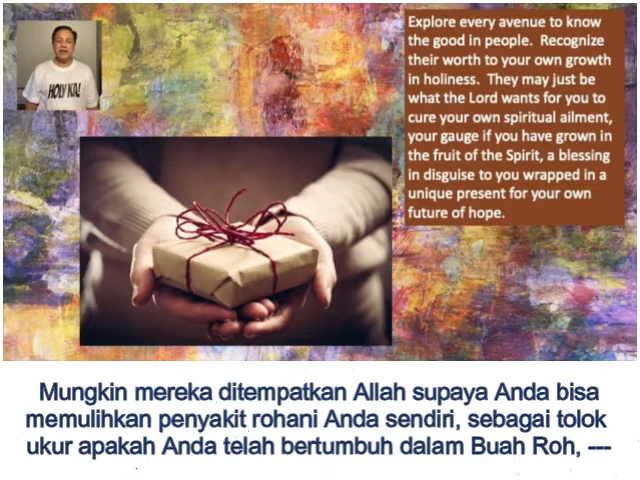 HOLY KA!
Explore every avenue to know
the good in people. Recognize
their worth to your own growth
in holiness. They may just be
what the Lord wants for you to
cure your own spiritual ailment,
your gauge if you have grown in
the fruit of the Spirit, a blessing
in disguise to you wrapped in a
unique present for your own
future of hope.
Mungkin mereka ditempatkan Allah supaya Anda bisa
memulihkan penyakit rohani Anda sendiri, sebagai tolok
ukur apakah Anda telah bertumbuh dalam Buah Roh, ---